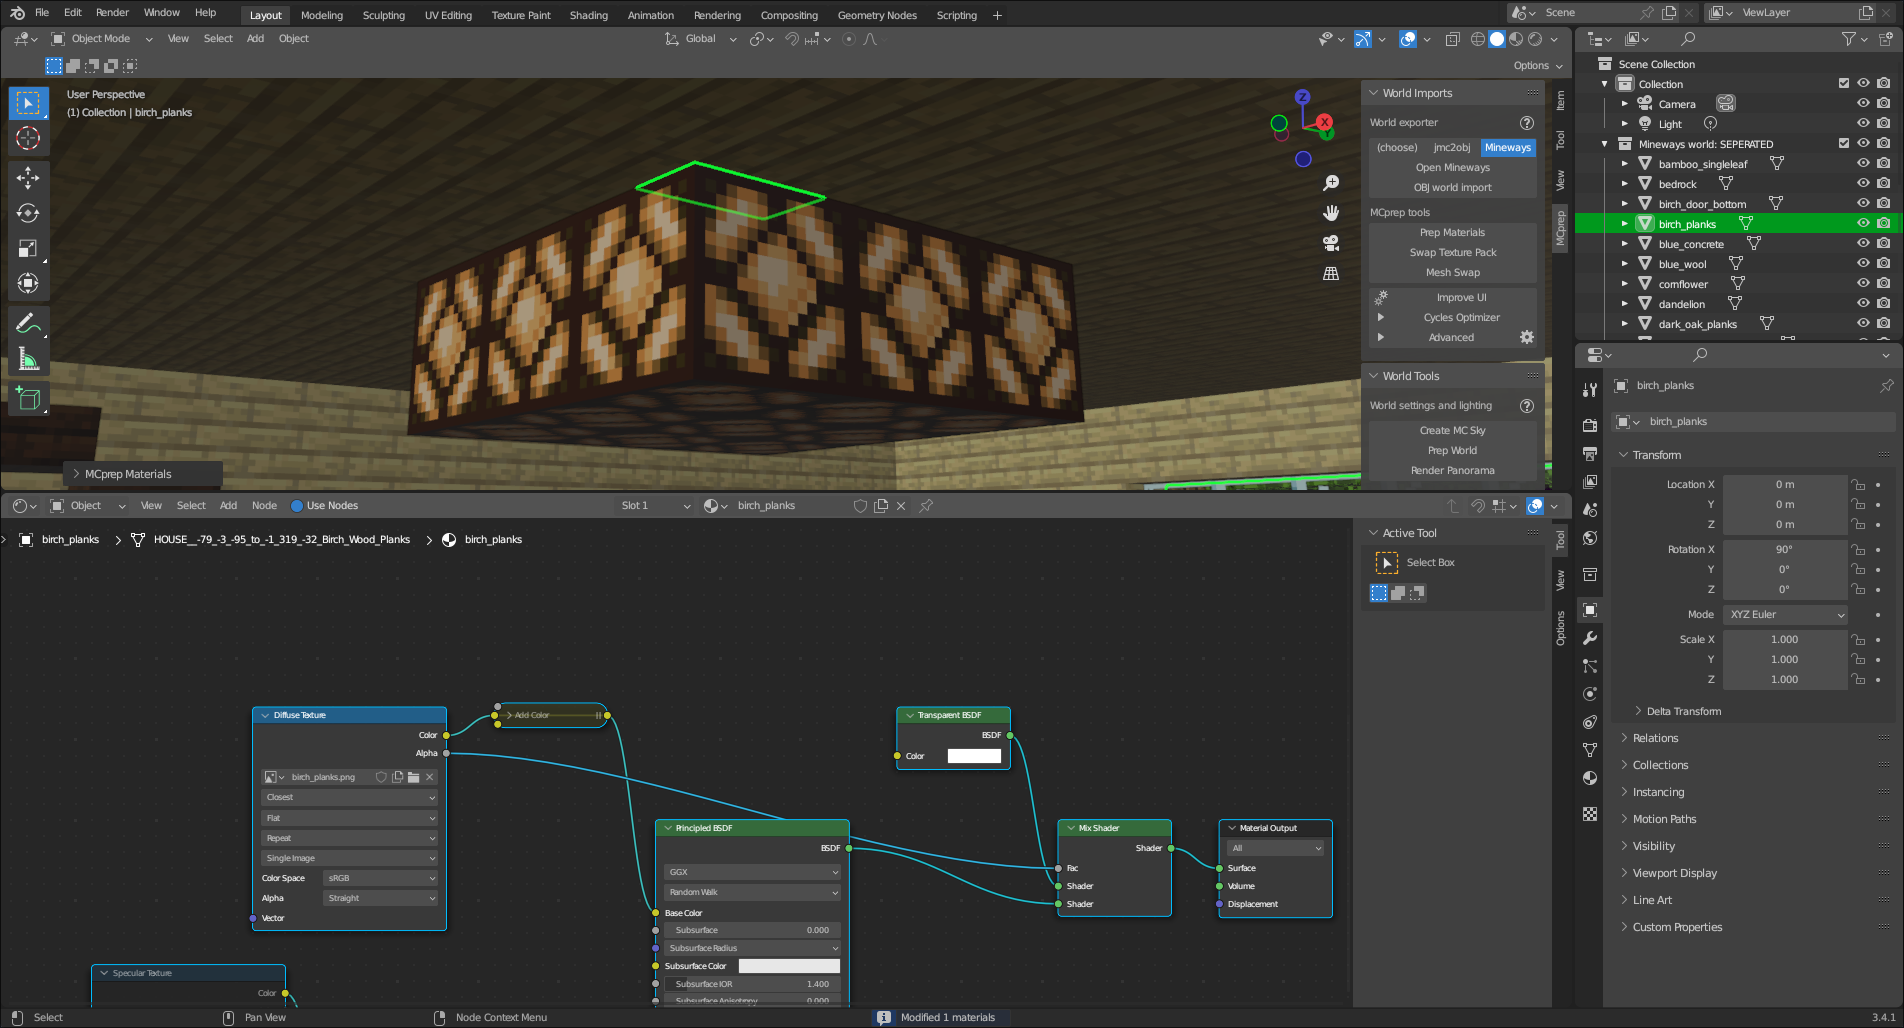 File Edit Render Window Help Layout Modeling Sculpting UV Editing Texture Paint Shading Animation Rendering Compositing Geometry Nodes Scripting + Scene ViewLayer
Object Mode View Select Add Object Global
Options
User Perspective
(1) Collection | birch_planks
Z
X
Y
World Imports
World exporter
(choose) jmc2obj Mineways
Open Mineways
OBJ world import
MCprep tools
Prep Materials
Swap Texture Pack
Mesh Swap
Improve UI
Cycles Optimizer
Advanced
World Tools
World settings and lighting
Create MC Sky
Prep World
Render Panorama
Item
Tool
View
MCprep
MCprep Materials
Scene Collection
Collection
Camera
Light
Mineways world: SEPERATED
bamboo_singleleaf
bedrock
birch_door_bottom
birch_planks
blue_concrete
blue_wool
cornflower
dandelion
dark_oak_planks
birch_planks
birch_planks
Transform
Location X 0 m
Y 0 m
Z 0 m
Rotation X 90°
Y 0°
Z 0°
Mode XYZ Euler
Scale X 1.000
Y 1.000
Z 1.000
Delta Transform
Relations
Collections
Instancing
Motion Paths
Visibility
Viewport Display
Line Art
Custom Properties
Object View Select Add Node Use Nodes Slot 1 birch_planks
birch_planks HOUSE__-79_-3_-95_to_-1_319_-32_Birch_Wood_Planks birch_planks
Active Tool
Select Box
Tool
View
Options
Diffuse Texture
Color
Alpha
birch_planks.png
Closest
Flat
Repeat
Single Image
Color Space sRGB
Alpha Straight
Vector
Add Color
Specular Texture
Color
Principled BSDF
BSDF
GGX
Random Walk
Base Color
Subsurface 0.000
Subsurface Radius
Subsurface Color
Subsurface IOR 1.400
Subsurface Anisotropy 0.000
Transparent BSDF
BSDF
Color
Mix Shader
Shader
Fac
Shader
Shader
Material Output
All
Surface
Volume
Displacement
Select Pan View Node Context Menu Modified 1 materials 3.4.1